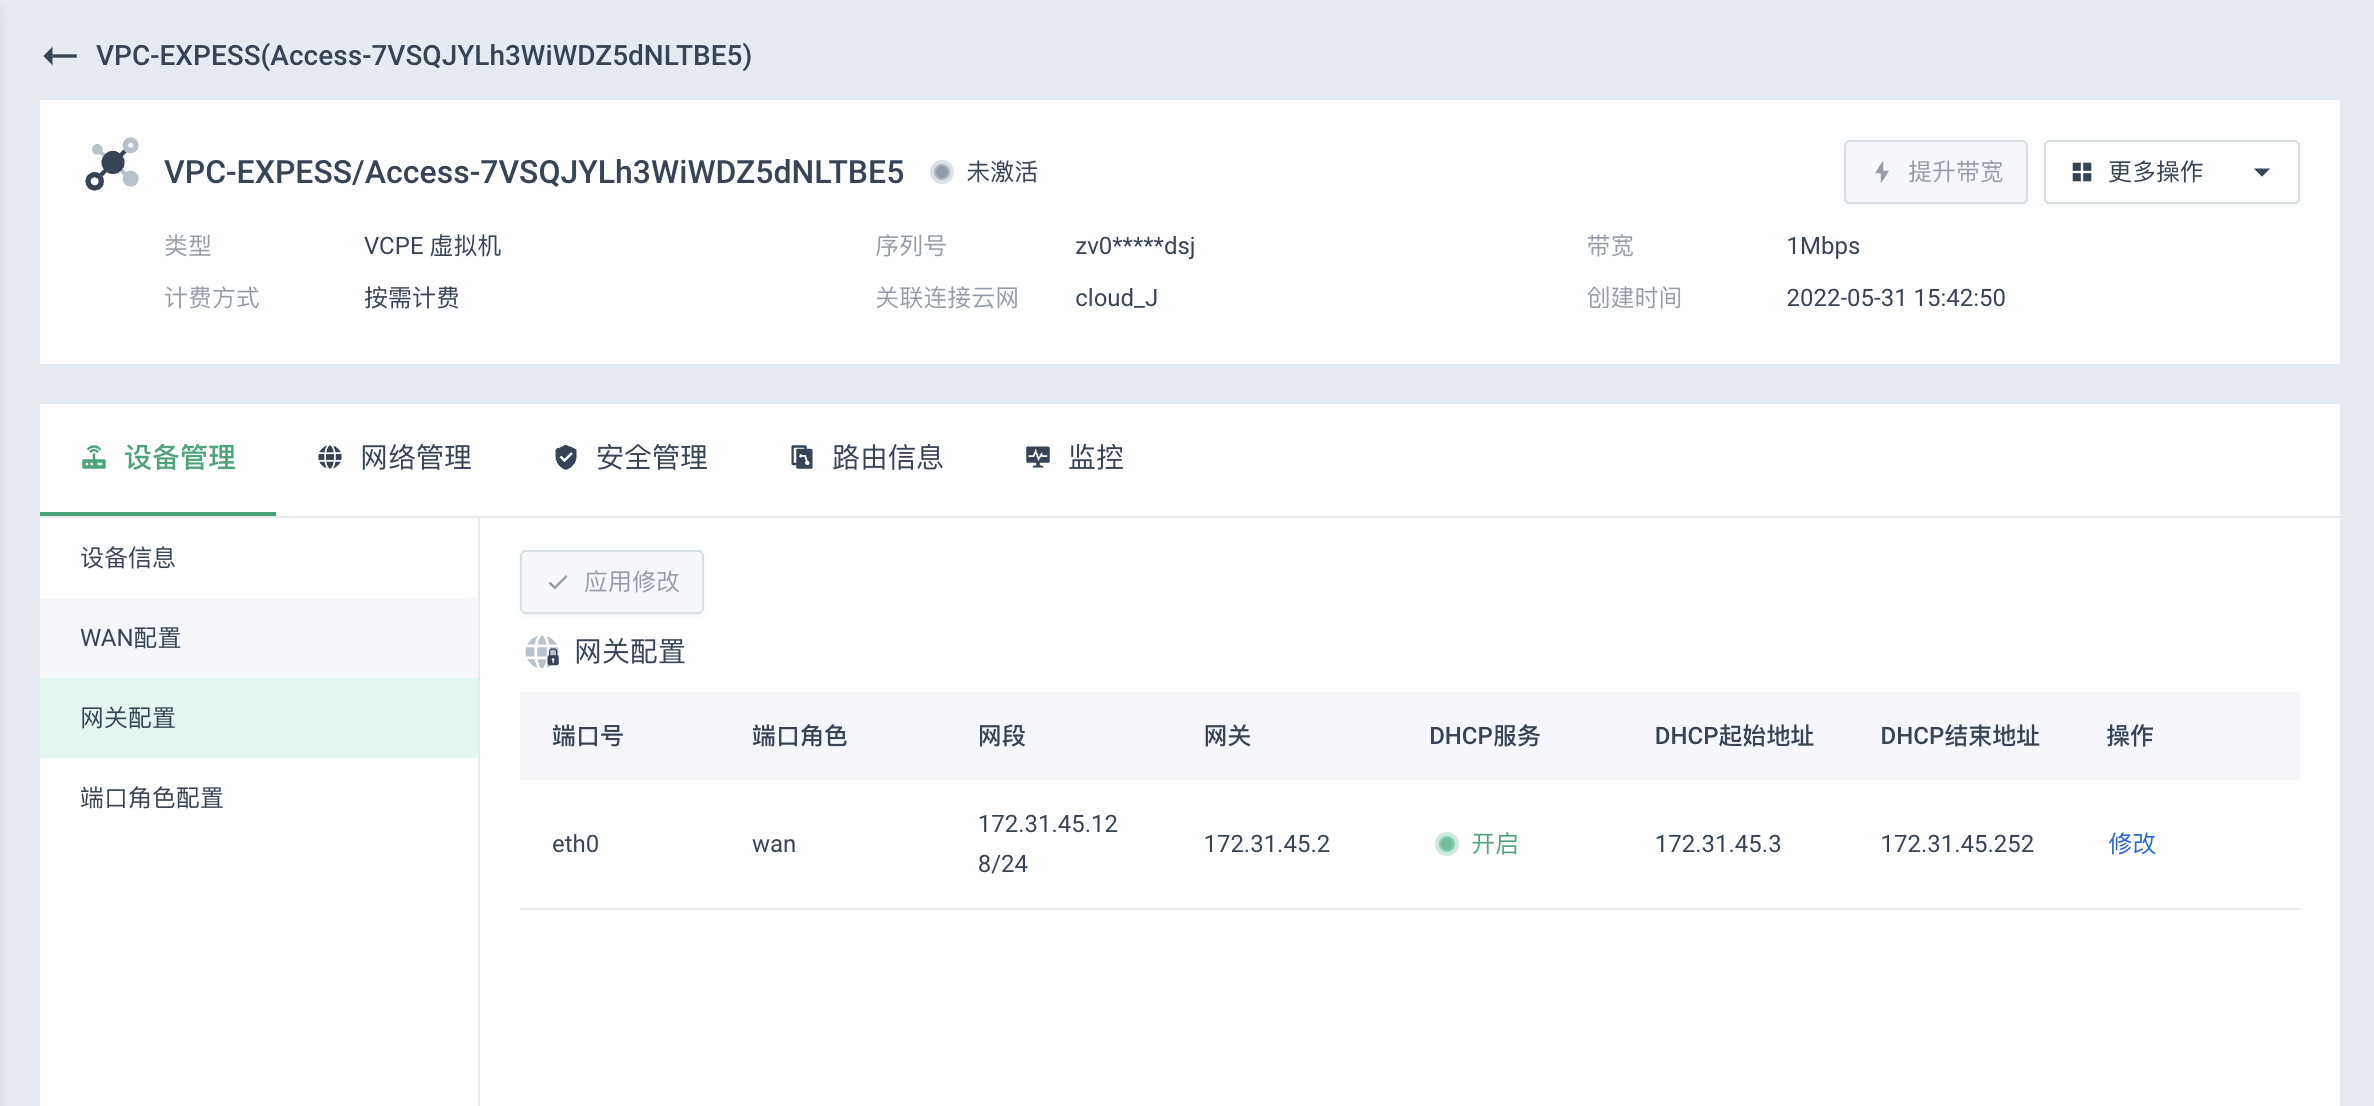 VPC-EXPESS(Access-7VSQJYLh3WiWDZ5dNLTBE5)
VPC-EXPESS/Access-7VSQJYLh3WiWDZ5dNLTBE5 未激活 提升带宽 更多操作
类型 VCPE 虚拟机 序列号 zv0*****dsj 带宽 1Mbps
计费方式 按需计费 关联连接云网 cloud_J 创建时间 2022-05-31 15:42:50
设备管理 网络管理 安全管理 路由信息 监控
设备信息
WAN配置
网关配置
端口角色配置
应用修改
网关配置
端口号 端口角色 网段 网关 DHCP服务 DHCP起始地址 DHCP结束地址 操作
eth0 wan 172.31.45.12
8/24 172.31.45.2 开启 172.31.45.3 172.31.45.252 修改